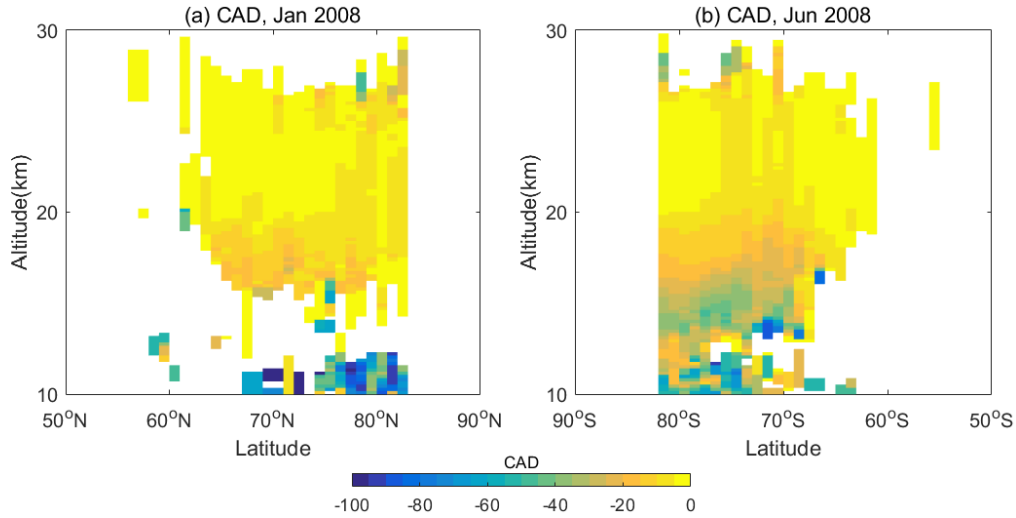 (a) CAD, Jan 2008
(b) CAD, Jun 2008
30
20
10
Altitude(km)
50°N 60°N 70°N 80°N 90°N
Latitude
30
20
10
Altitude(km)
90°S 80°S 70°S 60°S 50°S
Latitude
CAD
-100 -80 -60 -40 -20 0